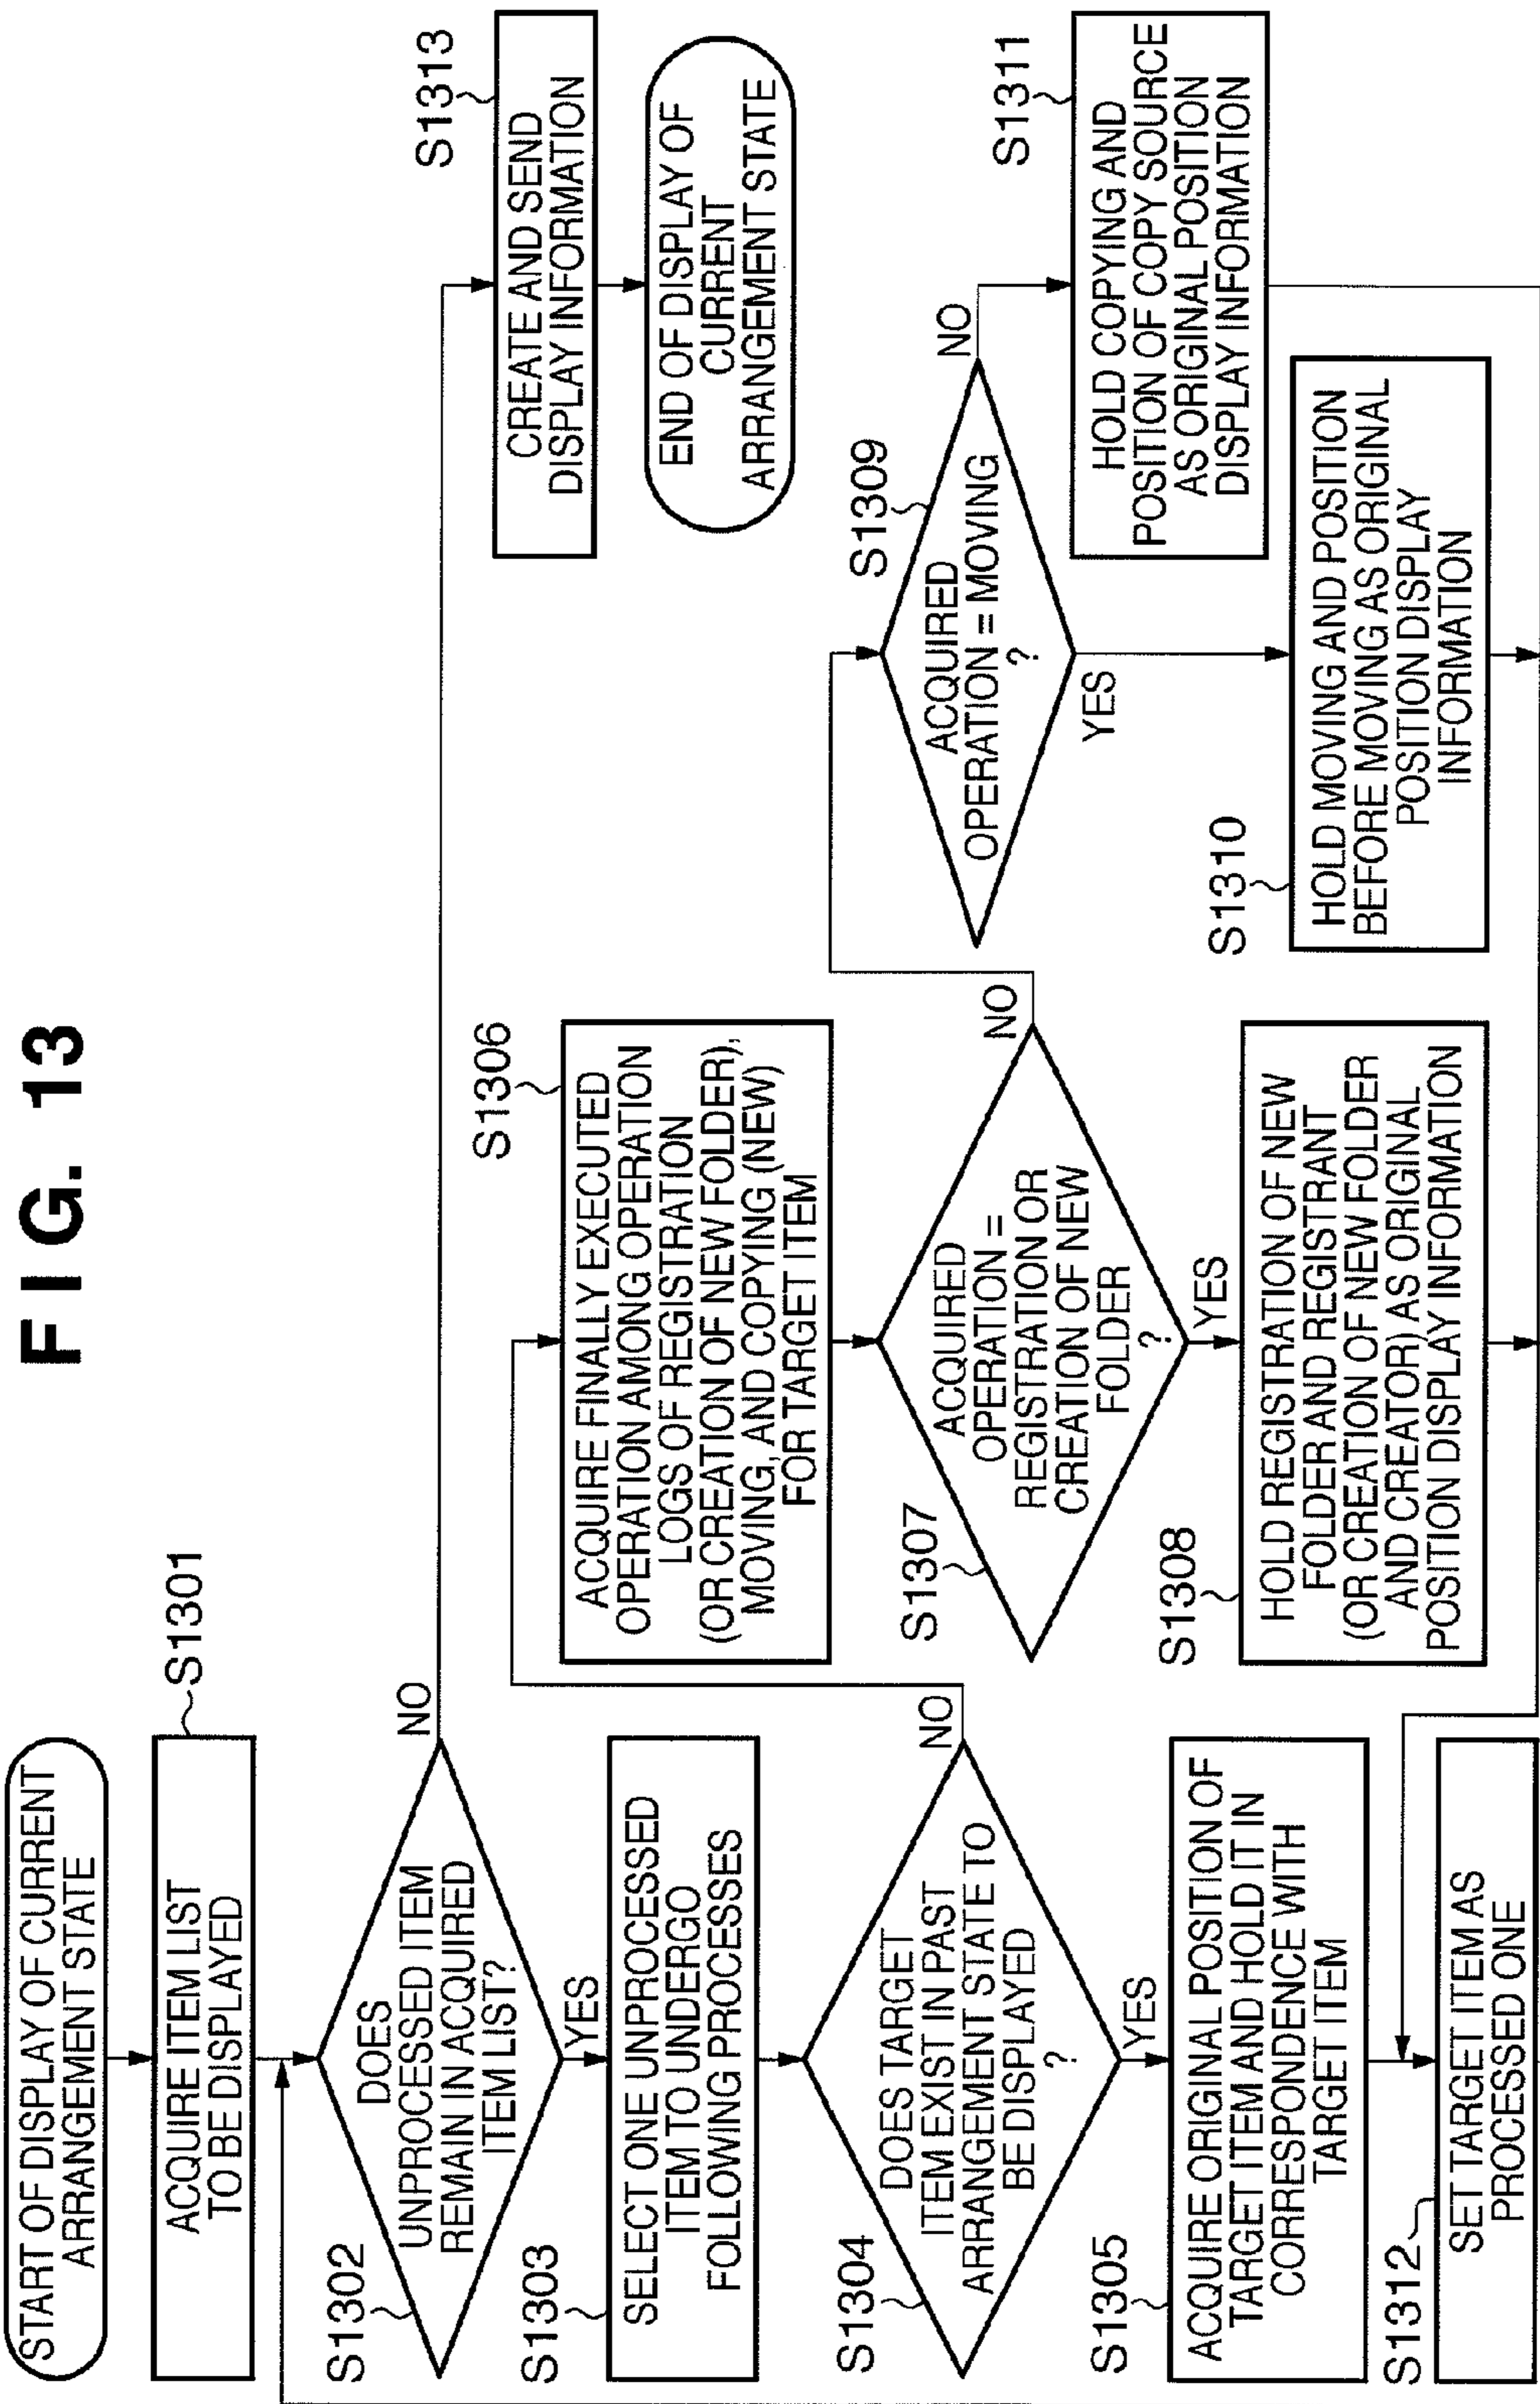 FIG. 13
START OF DISPLAY OF CURRENT
ARRANGEMENT STATE
S1301
ACQUIRE ITEM LIST
TO BE DISPLAYED
S1302
DOES
UNPROCESSED ITEM
REMAIN IN ACQUIRED
ITEM LIST?
NO
YES
S1303
SELECT ONE UNPROCESSED
ITEM TO UNDERGO
FOLLOWING PROCESSES
S1304
DOES TARGET
ITEM EXIST IN PAST
ARRANGEMENT STATE TO
BE DISPLAYED
?
NO
YES
S1305
ACQUIRE ORIGINAL POSITION OF
TARGET ITEM AND HOLD IT IN
CORRESPONDENCE WITH
TARGET ITEM
S1312
SET TARGET ITEM AS
PROCESSED ONE
S1306
ACQUIRE FINALLY EXECUTED
OPERATION AMONG OPERATION
LOGS OF REGISTRATION
(OR CREATION OF NEW FOLDER),
MOVING, AND COPYING (NEW)
FOR TARGET ITEM
S1307
ACQUIRED
OPERATION =
REGISTRATION OR
CREATION OF NEW
FOLDER
?
NO
YES
S1308
HOLD REGISTRATION OF NEW
FOLDER AND REGISTRANT
(OR CREATION OF NEW FOLDER
AND CREATOR) AS ORIGINAL
POSITION DISPLAY INFORMATION
S1309
ACQUIRED
OPERATION = MOVING
?
NO
YES
S1310
HOLD MOVING AND POSITION
BEFORE MOVING AS ORIGINAL
POSITION DISPLAY
INFORMATION
S1311
HOLD COPYING AND
POSITION OF COPY SOURCE
AS ORIGINAL POSITION
DISPLAY INFORMATION
S1313
CREATE AND SEND
DISPLAY INFORMATION
END OF DISPLAY OF
CURRENT
ARRANGEMENT STATE